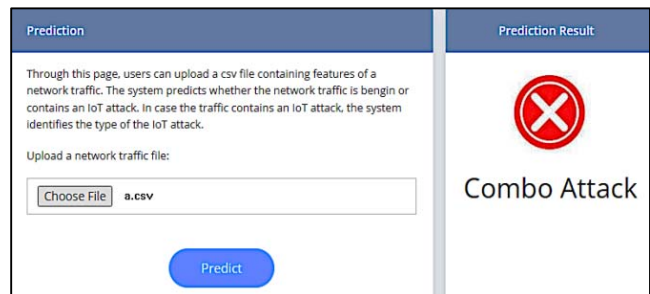 Prediction
Through this page, users can upload a csv file containing features of a
network traffic. The system predicts whether the network traffic is bengin or
contains an IoT attack. In case the traffic contains an IoT attack, the system
identifies the type of the IoT attack.
Upload a network traffic file:
Choose File a.csv
Predict
Prediction Result
Combo Attack